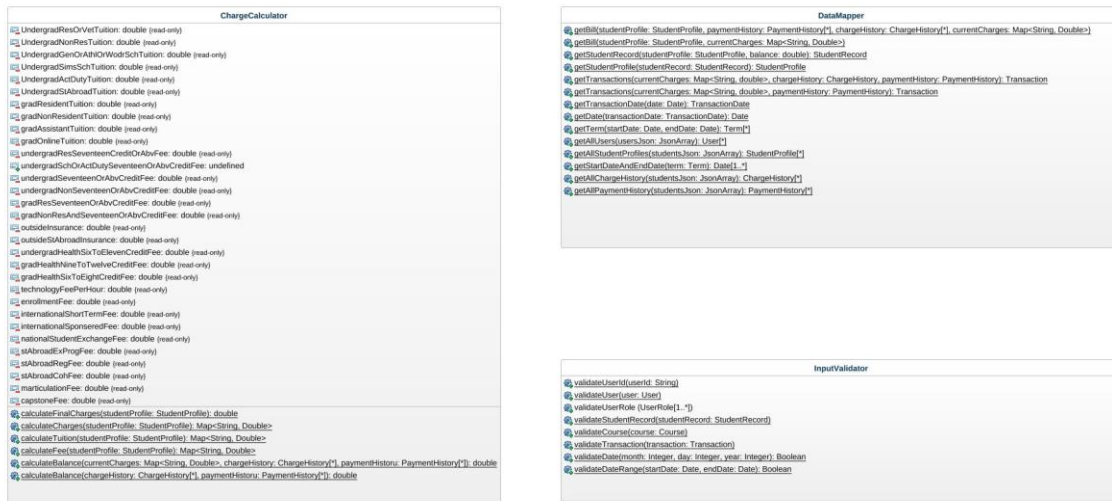 ChargeCalculator
UndergradResOrVetTuition: double {read-only}
UndergradNonResTuition: double {read-only}
UndergradGenOrAthlOrWodrSchTuition: double {read-only}
UndergradSimsSchTuition: double {read-only}
UndergradActDutyTuition: double {read-only}
UndergradStAbroadTuition: double {read-only}
gradResidentTuition: double {read-only}
gradNonResidentTuition: double {read-only}
gradAssistantTuition: double {read-only}
gradOnlineTuition: double {read-only}
undergradResSeventeenCreditOrAbvFee: double {read-only}
undergradSchOrActDutySeventeenOrAbvCreditFee: undefined
undergradSeventeenOrAbvCreditFee: double {read-only}
undergradNonSeventeenOrAbvCreditFee: double {read-only}
gradResSeventeenOrAbvCreditFee: double {read-only}
gradNonResAndSeventeenOrAbvCreditFee: double {read-only}
outsideInsurance: double {read-only}
outsideStAbroadInsurance: double {read-only}
undergradHealthSixToElevenCreditFee: double {read-only}
gradHealthNineToTwelveCreditFee: double {read-only}
gradHealthSixToEightCreditFee: double {read-only}
technologyFeePerHour: double {read-only}
enrollmentFee: double {read-only}
internationalShortTermFee: double {read-only}
internationalSponseredFee: double {read-only}
nationalStudentExchangeFee: double {read-only}
stAbroadExProgFee: double {read-only}
stAbroadRegFee: double {read-only}
stAbroadCohFee: double {read-only}
marticulationFee: double {read-only}
capstoneFee: double {read-only}
calculateFinalCharges(studentProfile: StudentProfile): double
calculateCharges(studentProfile: StudentProfile): Map<String, Double>
calculateTuition(studentProfile: StudentProfile): Map<String, Double>
calculateFee(studentProfile: StudentProfile): Map<String, Double>
calculateBalance(currentCharges: Map<String, Double>, chargeHistory: ChargeHistory[*], paymentHistoru: PaymentHistory[*]): double
calculateBalance(chargeHistory: ChargeHistory[*], paymentHistoru: PaymentHistory[*]): double
DataMapper
getBill(studentProfile: StudentProfile, paymentHistory: PaymentHistory[*], chargeHistory: ChargeHistory[*], currentCharges: Map<String, Double>)
getBill(studentProfile: StudentProfile, currentCharges: Map<String, Double>)
getStudentRecord(studentProfile: StudentProfile, balance: double): StudentRecord
getStudentProfile(studentRecord: StudentRecord): StudentProfile
getTransactions(currentCharges: Map<String, double>, chargeHistory: ChargeHistory, paymentHistory: PaymentHistory): Transaction
getTransactions(currentCharges: Map<String, double>, paymentHistory: PaymentHistory): Transaction
getTransactionDate(date: Date): TransactionDate
getDate(transactionDate: TransactionDate): Date
getTerm(startDate: Date, endDate: Date): Term[*]
getAllUsers(usersJson: JsonArray): User[*]
getAllStudentProfiles(studentsJson: JsonArray): StudentProfile[*]
getStartDateAndEndDate(term: Term): Date[1..*]
getAllChargeHistory(studentsJson: JsonArray): ChargeHistory[*]
getAllPaymentHistory(studentsJson: JsonArray): PaymentHistory[*]
InputValidator
validateUserId(userId: String)
validateUser(user: User)
validateUserRole (UserRole[1..*])
validateStudentRecord(studentRecord: StudentRecord)
validateCourse(course: Course)
validateTransaction(transaction: Transaction)
validateDate(month: Integer, day: Integer, year: Integer): Boolean
validateDateRange(startDate: Date, endDate: Date): Boolean